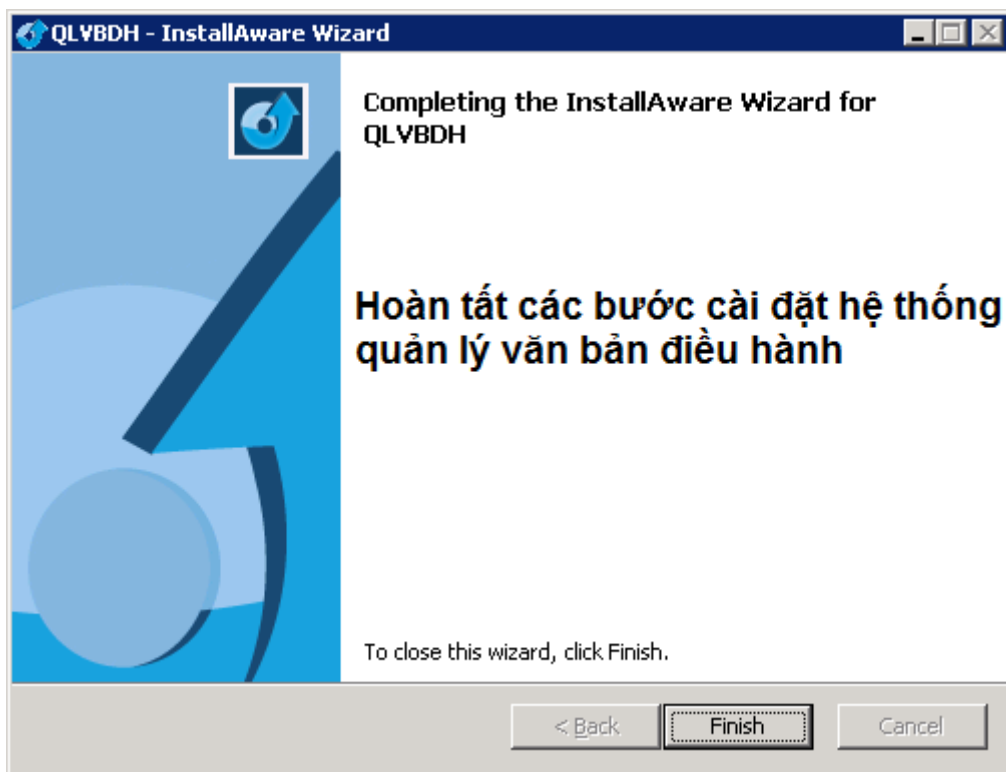 QLVBDH - InstallAware Wizard
Completing the InstallAware Wizard for
QLVBDH
Hoàn tất các bước cài đặt hệ thống
quản lý văn bản điều hành
To close this wizard, click Finish.
< Back
Finish
Cancel